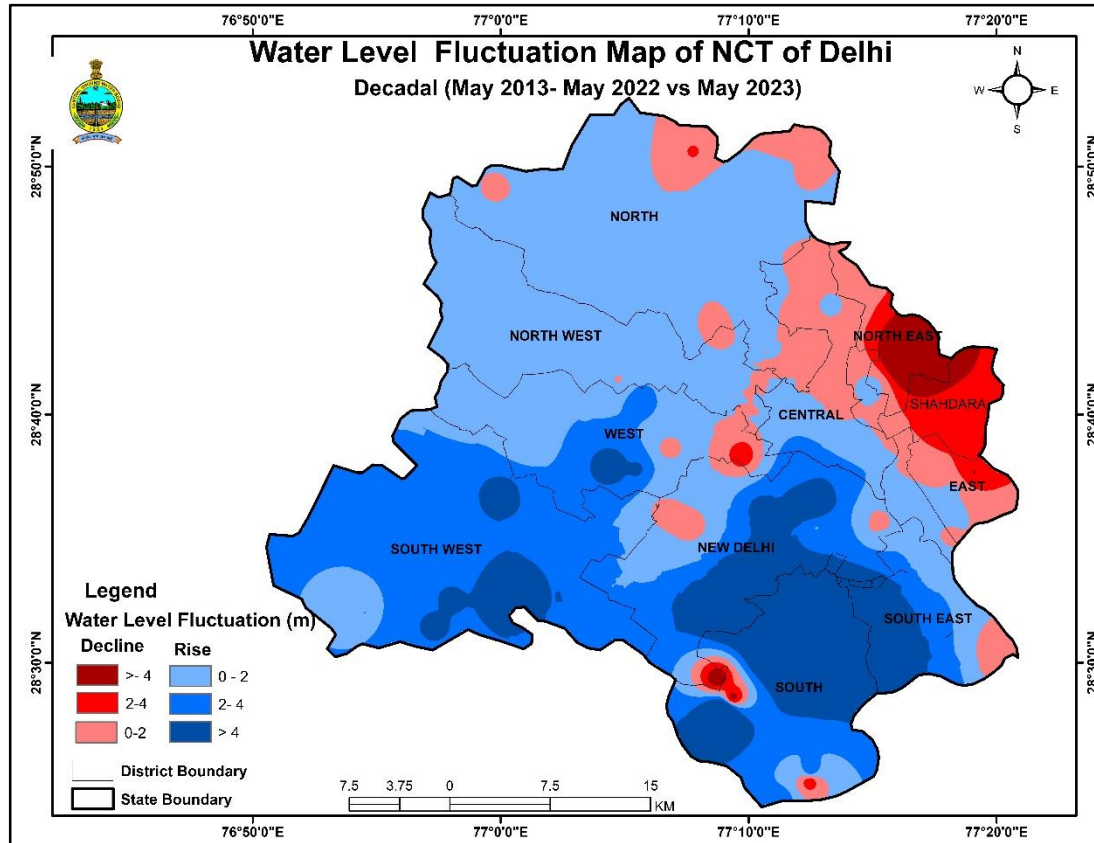 76°50'0"E 77°0'0"E 77°10'0"E 77°20'0"E
Water Level Fluctuation Map of NCT of Delhi
Decadal (May 2013- May 2022 vs May 2023)
N
W E
S
28°50'0"N 28°50'0"N
NORTH
NORTH WEST
NORTH EAST
SHAHDARA
28°40'0"N 28°40'0"N
CENTRAL
WEST
EAST
SOUTH WEST
NEW DELHI
SOUTH EAST
28°30'0"N 28°30'0"N
SOUTH
Legend
Water Level Fluctuation (m)
Decline Rise
>- 4 0 - 2
2-4 2- 4
0-2 > 4
District Boundary
State Boundary
7.5 3.75 0 7.5 15
KM
76°50'0"E 77°0'0"E 77°10'0"E 77°20'0"E